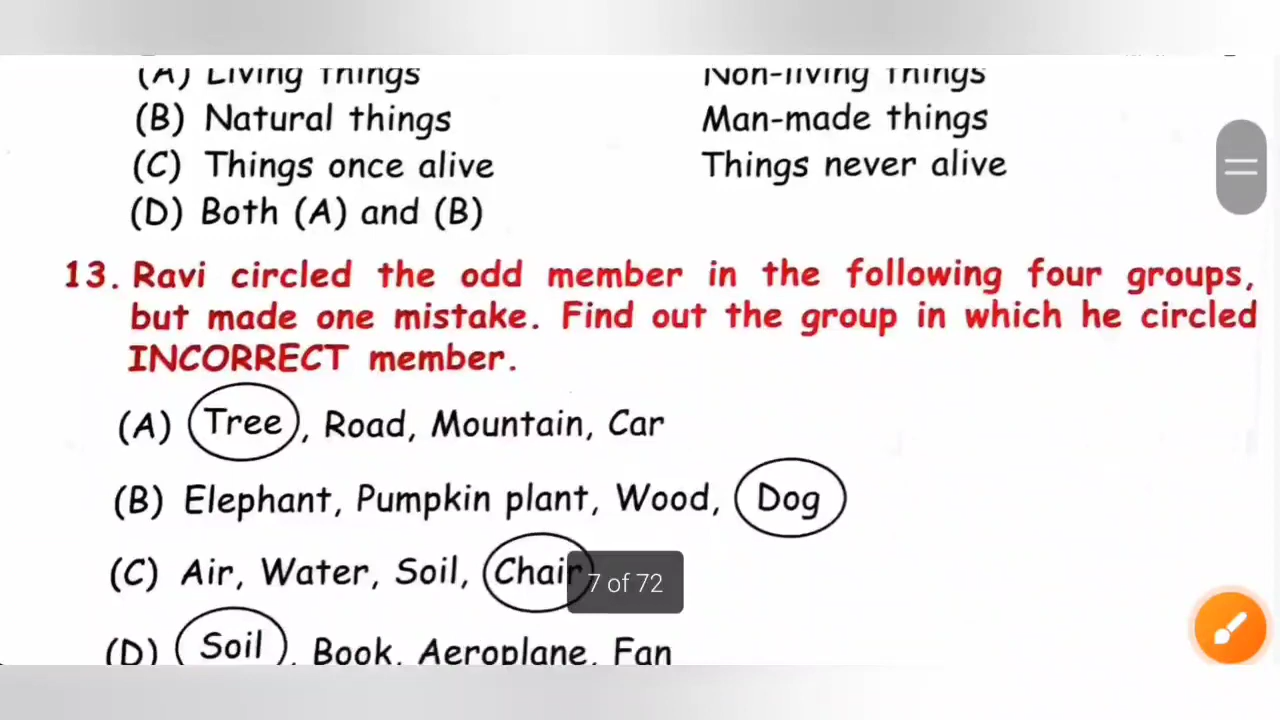 (A) Living things Non-living things
(B) Natural things Man-made things
(C) Things once alive Things never alive
(D) Both (A) and (B)
13. Ravi circled the odd member in the following four groups,
but made one mistake. Find out the group in which he circled
INCORRECT member.
(A) Tree, Road, Mountain, Car
(B) Elephant, Pumpkin plant, Wood, Dog
(C) Air, Water, Soil, Chair
7 of 72
(D) Soil, Book, Aeroplane, Fan